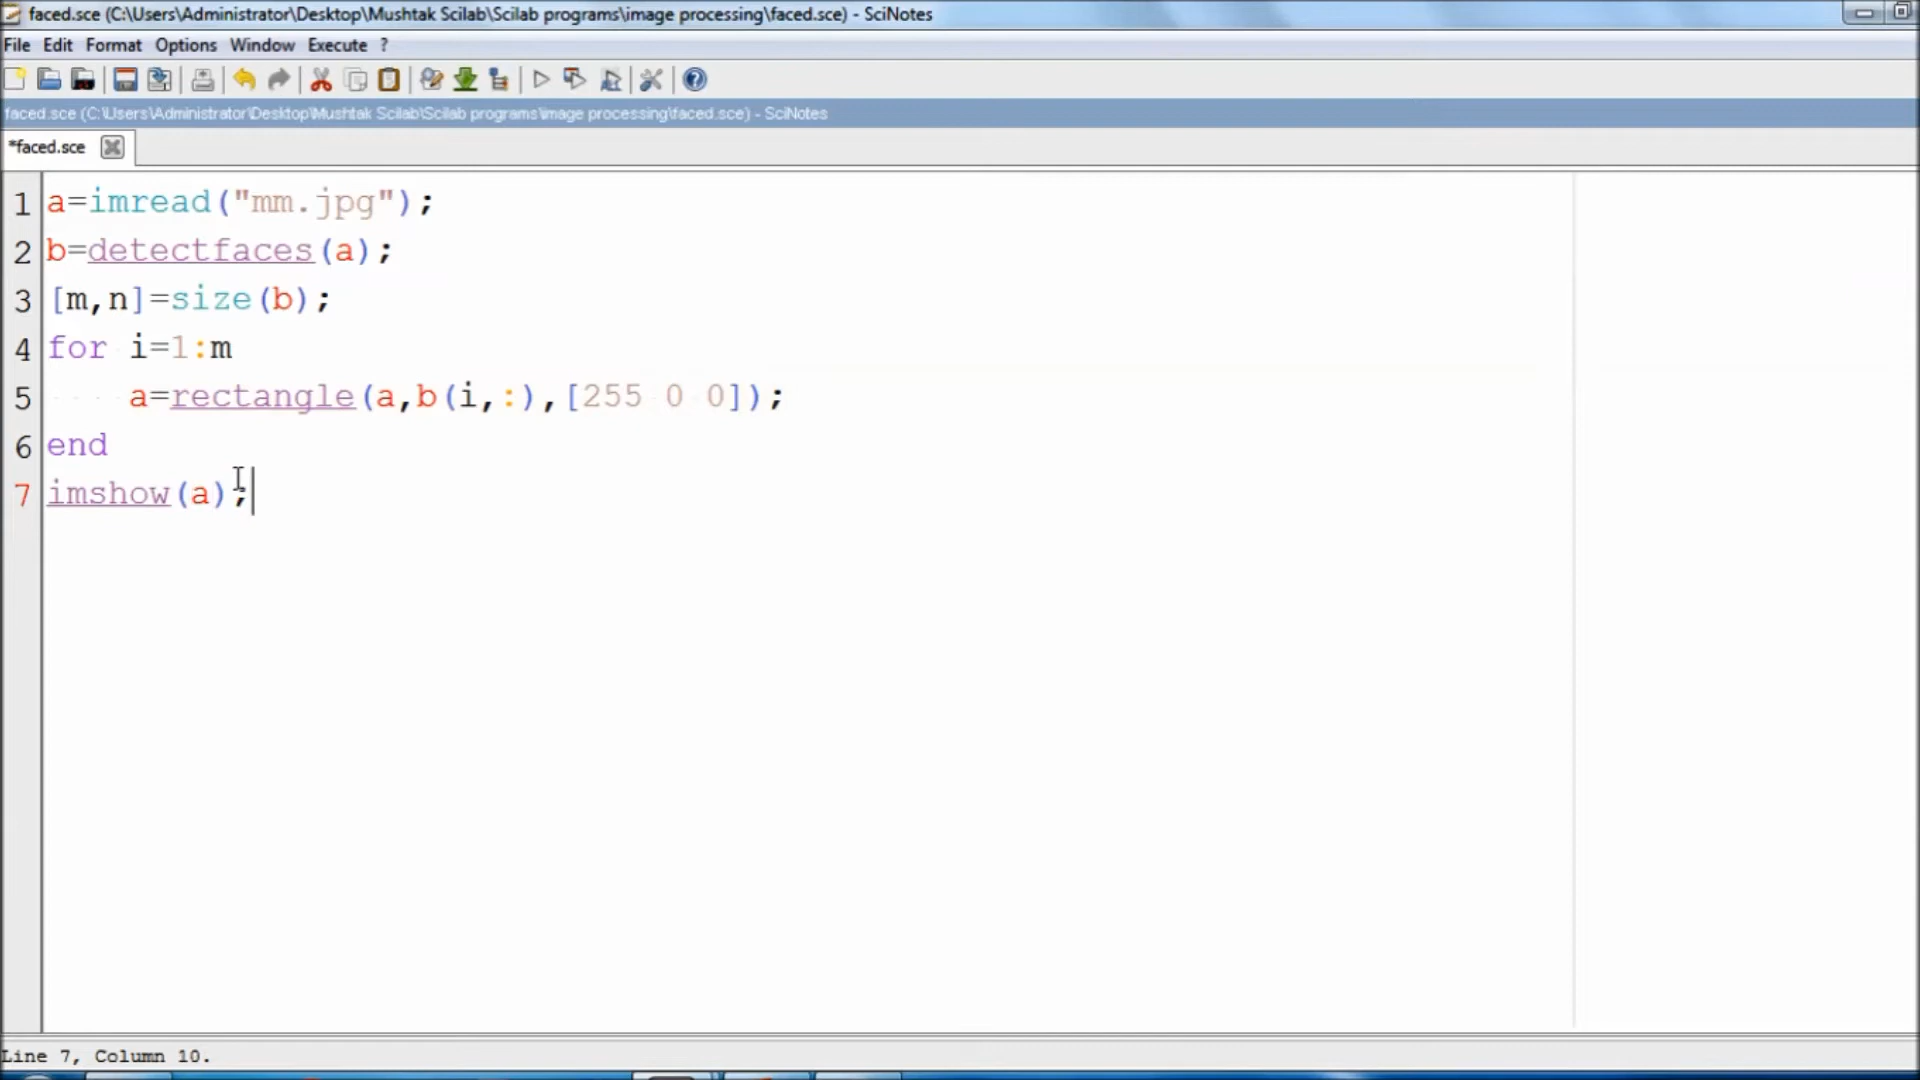 faced.sce (C:\Users\Administrator\Desktop\Mushtak Scilab\Scilab programs\image processing\faced.sce) - SciNotes
File Edit Format Options Window Execute ?
faced.sce (C:\Users\Administrator\Desktop\Mushtak Scilab\Scilab programs\image processing\faced.sce) - SciNotes
*faced.sce
1 a=imread("mm.jpg");
2 b=detectfaces(a);
3 [m,n]=size(b);
4 for i=1:m
5     a=rectangle(a,b(i,:),[255 0 0]);
6 end
7 imshow(a);
Line 7, Column 10.